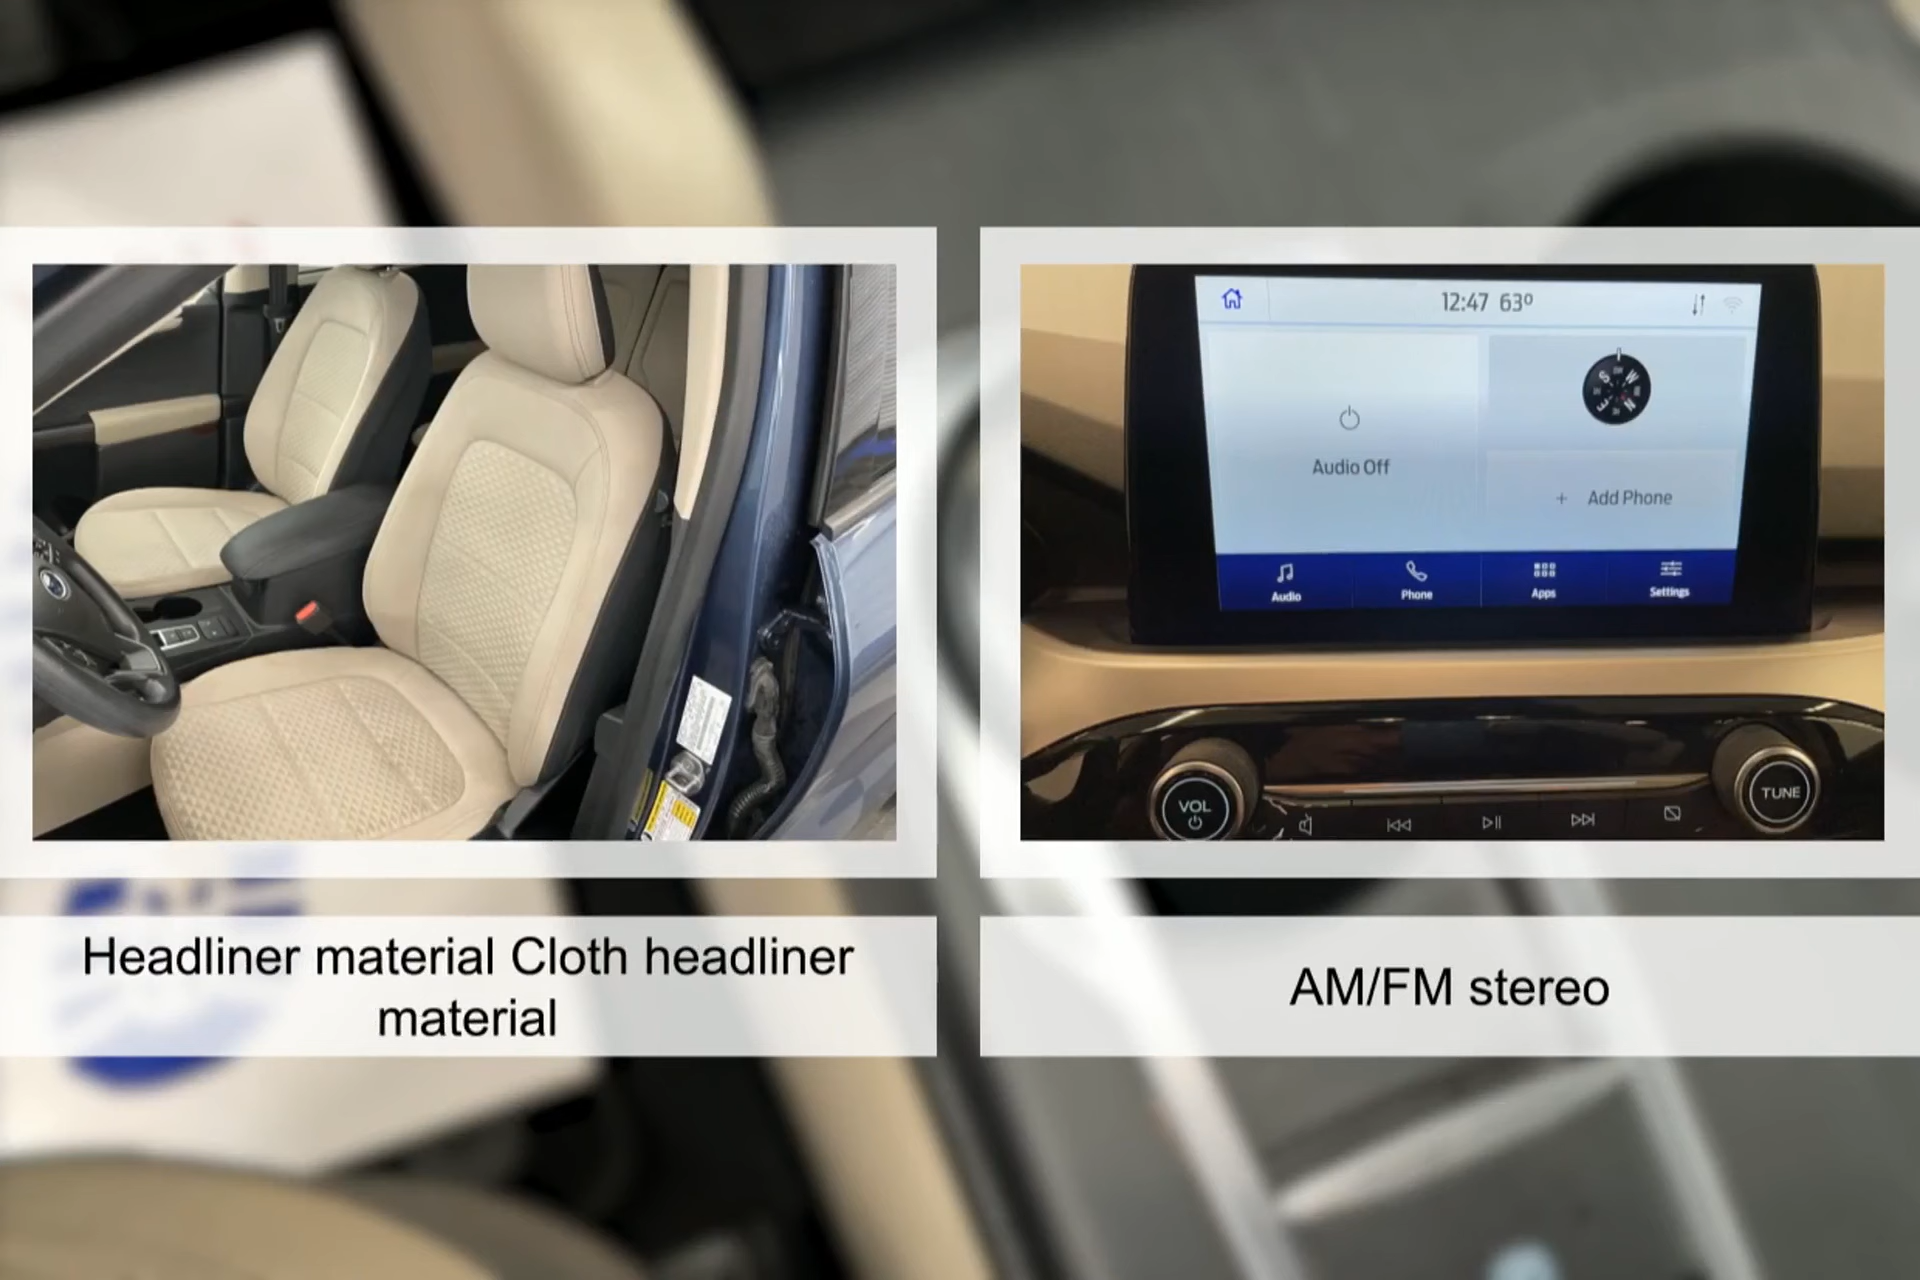 12:47 63°
Audio Off
+ Add Phone
Audio Phone Apps Settings
VOL
TUNE
Headliner material Cloth headliner
material
AM/FM stereo